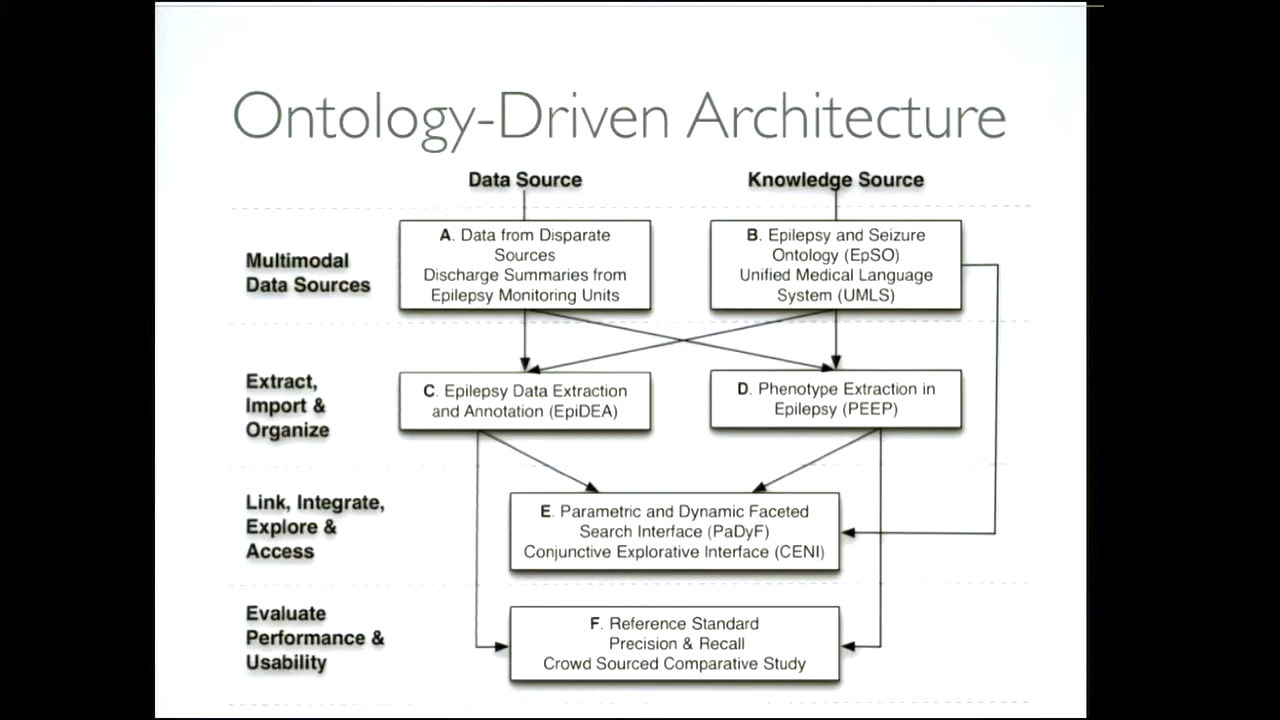 Ontology-Driven Architecture
Data Source
Knowledge Source
Multimodal
Data Sources
A. Data from Disparate
Sources
Discharge Summaries from
Epilepsy Monitoring Units
B. Epilepsy and Seizure
Ontology (EpSO)
Unified Medical Language
System (UMLS)
Extract,
Import &
Organize
C. Epilepsy Data Extraction
and Annotation (EpiDEA)
D. Phenotype Extraction in
Epilepsy (PEEP)
Link, Integrate,
Explore &
Access
E. Parametric and Dynamic Faceted
Search Interface (PaDyF)
Conjunctive Explorative Interface (CENI)
Evaluate
Performance &
Usability
F. Reference Standard
Precision & Recall
Crowd Sourced Comparative Study